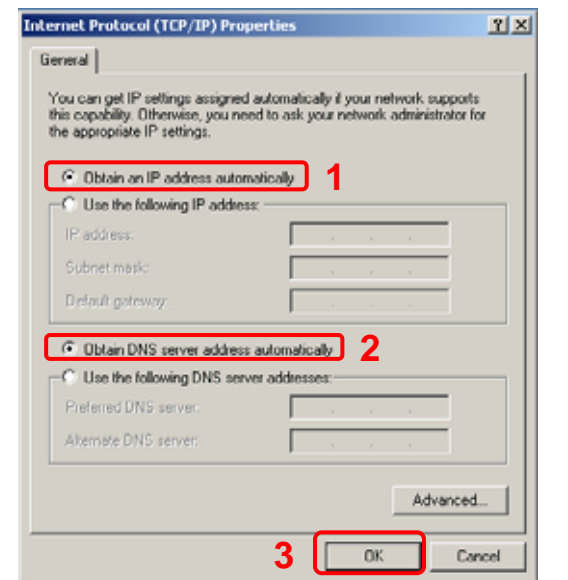 Internet Protocol (TCP/IP) Properties
General
You can get IP settings assigned automatically if your network supports
this capability. Otherwise, you need to ask your network administrator for
the appropriate IP settings.
Obtain an IP address automatically 1
Use the following IP address:
IP address:
Subnet mask:
Default gateway:
Obtain DNS server address automatically 2
Use the following DNS server addresses:
Preferred DNS server:
Alternate DNS server:
Advanced...
3 OK Cancel